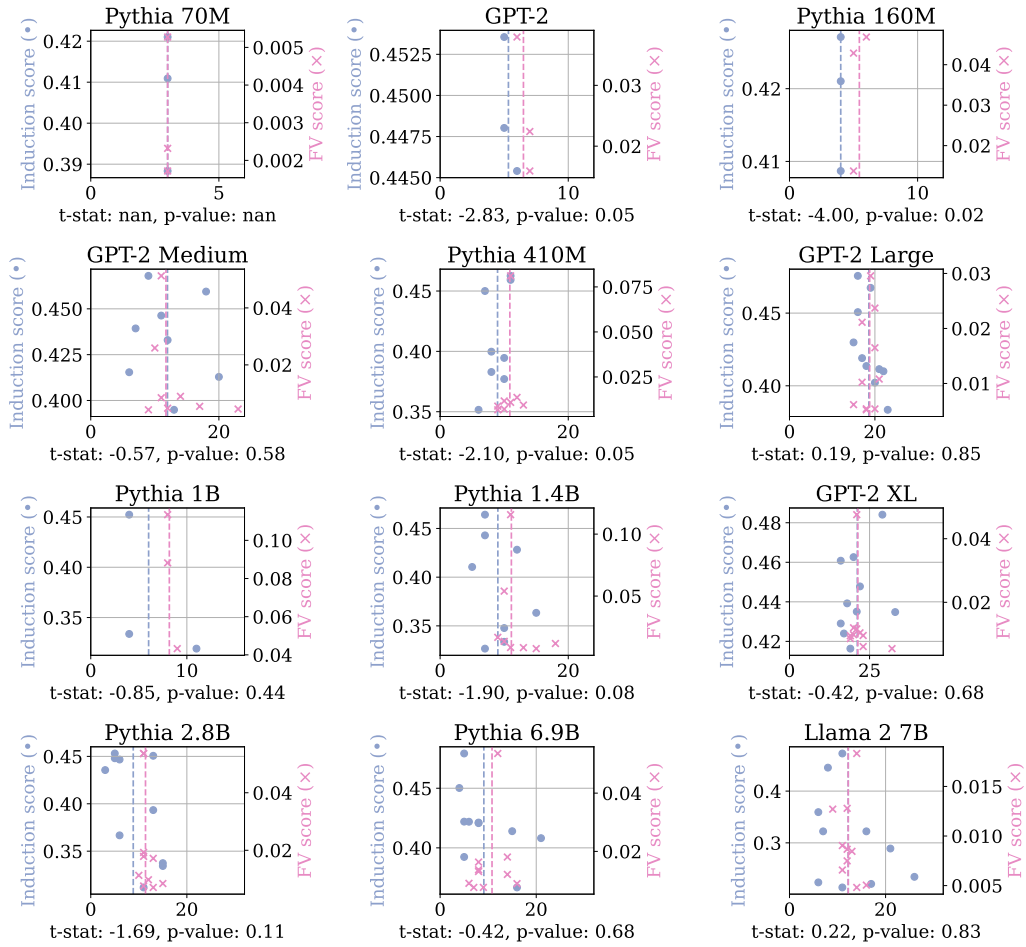 Pythia 70M
Induction score (•)
0.42
0.41
0.40
0.39
0.005
0.004
0.003
0.002
FV score (×)
0
5
t-stat: nan, p-value: nan
GPT-2
Induction score (•)
0.4525
0.4500
0.4475
0.4450
0.03
0.02
FV score (×)
0
10
t-stat: -2.83, p-value: 0.05
Pythia 160M
Induction score (•)
0.42
0.41
0.04
0.03
0.02
FV score (×)
0
10
t-stat: -4.00, p-value: 0.02
GPT-2 Medium
Induction score (•)
0.450
0.425
0.400
0.04
0.02
FV score (×)
0
20
t-stat: -0.57, p-value: 0.58
Pythia 410M
Induction score (•)
0.45
0.40
0.35
0.075
0.050
0.025
FV score (×)
0
20
t-stat: -2.10, p-value: 0.05
GPT-2 Large
Induction score (•)
0.45
0.40
0.03
0.02
0.01
FV score (×)
0
20
t-stat: 0.19, p-value: 0.85
Pythia 1B
Induction score (•)
0.45
0.40
0.35
0.10
0.08
0.06
0.04
FV score (×)
0
10
t-stat: -0.85, p-value: 0.44
Pythia 1.4B
Induction score (•)
0.45
0.40
0.35
0.10
0.05
FV score (×)
0
20
t-stat: -1.90, p-value: 0.08
GPT-2 XL
Induction score (•)
0.48
0.46
0.44
0.42
0.04
0.02
FV score (×)
0
25
t-stat: -0.42, p-value: 0.68
Pythia 2.8B
Induction score (•)
0.45
0.40
0.35
0.04
0.02
FV score (×)
0
20
t-stat: -1.69, p-value: 0.11
Pythia 6.9B
Induction score (•)
0.45
0.40
0.04
0.02
FV score (×)
0
20
t-stat: -0.42, p-value: 0.68
Llama 2 7B
Induction score (•)
0.4
0.3
0.015
0.010
0.005
FV score (×)
0
20
t-stat: 0.22, p-value: 0.83